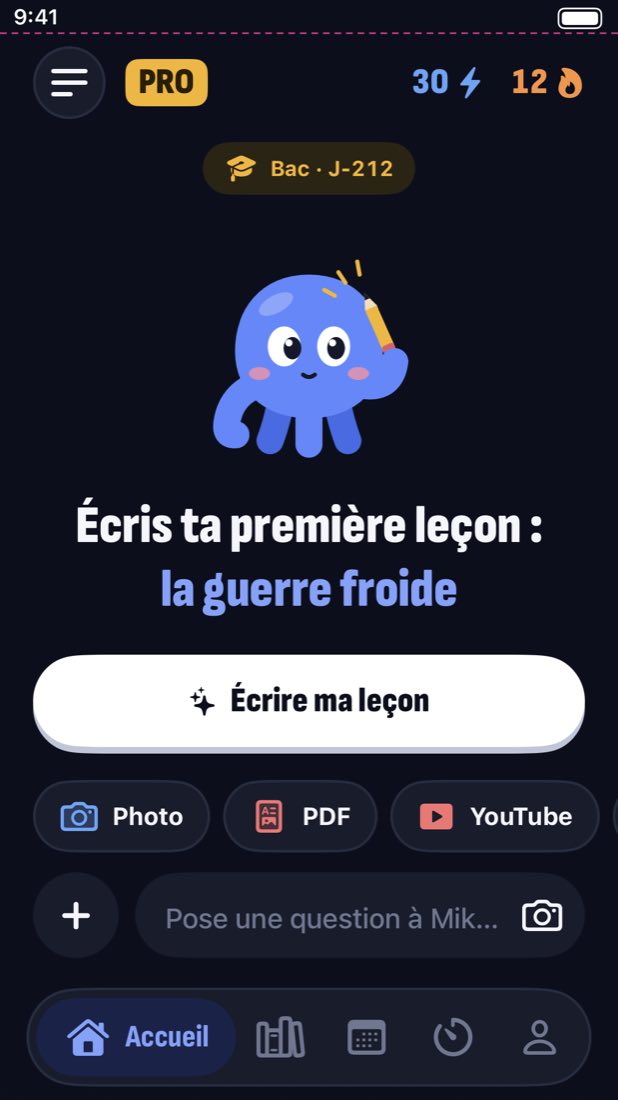 9:41
PRO
30
12
Bac · J-212
Écris ta première leçon :
la guerre froide
Écrire ma leçon
Photo
PDF
YouTube
Pose une question à Mik...
Accueil